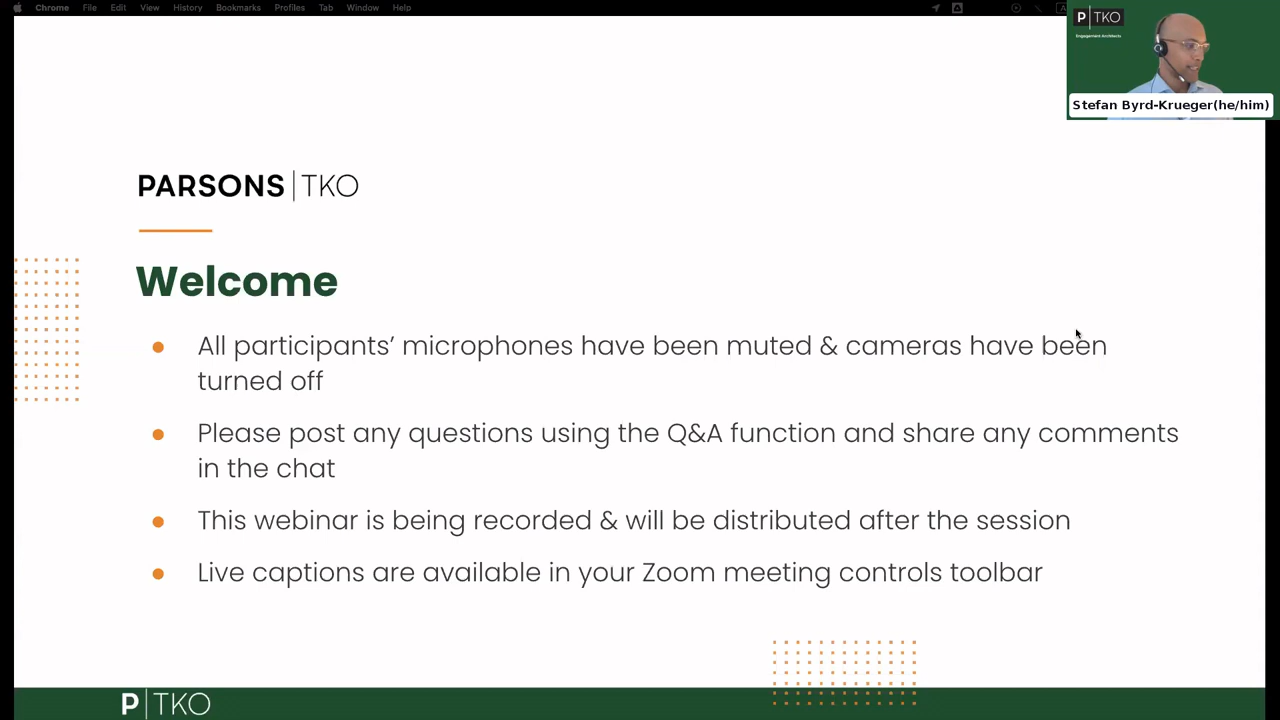 Chrome File Edit View History Bookmarks Profiles Tab Window Help
P TKO
Engagement Architects
Stefan Byrd-Krueger(he/him)
PARSONS TKO
Welcome
All participants’ microphones have been muted & cameras have been
turned off
Please post any questions using the Q&A function and share any comments
in the chat
This webinar is being recorded & will be distributed after the session
Live captions are available in your Zoom meeting controls toolbar
P TKO